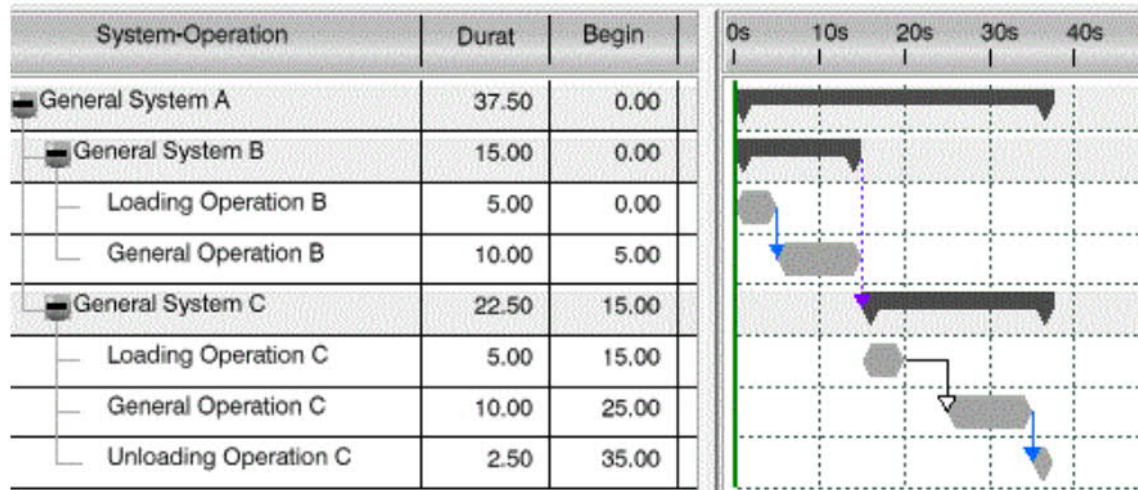 System-Operation Durat Begin 0s 10s 20s 30s 40s
General System A 37.50 0.00
General System B 15.00 0.00
Loading Operation B 5.00 0.00
General Operation B 10.00 5.00
General System C 22.50 15.00
Loading Operation C 5.00 15.00
General Operation C 10.00 25.00
Unloading Operation C 2.50 35.00